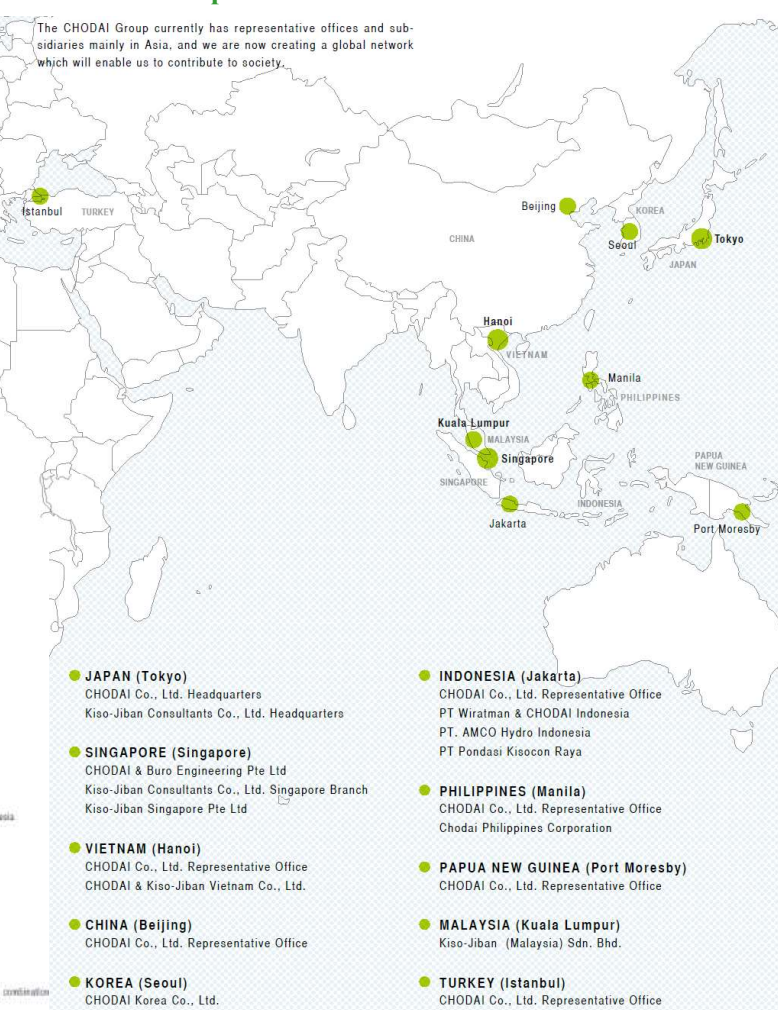 The CHODAI Group currently has representative offices and sub-
sidiaries mainly in Asia, and we are now creating a global network
which will enable us to contribute to society.
Beijing
KOREA
Istanbul
TURKEY
CHINA
Seoul
Tokyo
JAPAN
Hanoi
VIETNAM
Manila
PHILIPPINES
Kuala Lumpur
MALAYSIA
Singapore
PAPUA
NEW GUINEA
SINGAPORE
INDONESIA
Jakarta
Port Moresby
JAPAN (Tokyo)
CHODAI Co., Ltd. Headquarters
Kiso-Jiban Consultants Co., Ltd. Headquarters
SINGAPORE (Singapore)
CHODAI & Buro Engineering Pte Ltd
Kiso-Jiban Consultants Co., Ltd. Singapore Branch
Kiso-Jiban Singapore Pte Ltd
VIETNAM (Hanoi)
CHODAI Co., Ltd. Representative Office
CHODAI & Kiso-Jiban Vietnam Co., Ltd.
CHINA (Beijing)
CHODAI Co., Ltd. Representative Office
KOREA (Seoul)
CHODAI Korea Co., Ltd.
INDONESIA (Jakarta)
CHODAI Co., Ltd. Representative Office
PT Wiratman & CHODAI Indonesia
PT. AMCO Hydro Indonesia
PT Pondasi Kisocon Raya
PHILIPPINES (Manila)
CHODAI Co., Ltd. Representative Office
Chodai Philippines Corporation
PAPUA NEW GUINEA (Port Moresby)
CHODAI Co., Ltd. Representative Office
MALAYSIA (Kuala Lumpur)
Kiso-Jiban (Malaysia) Sdn. Bhd.
TURKEY (Istanbul)
CHODAI Co., Ltd. Representative Office
combination